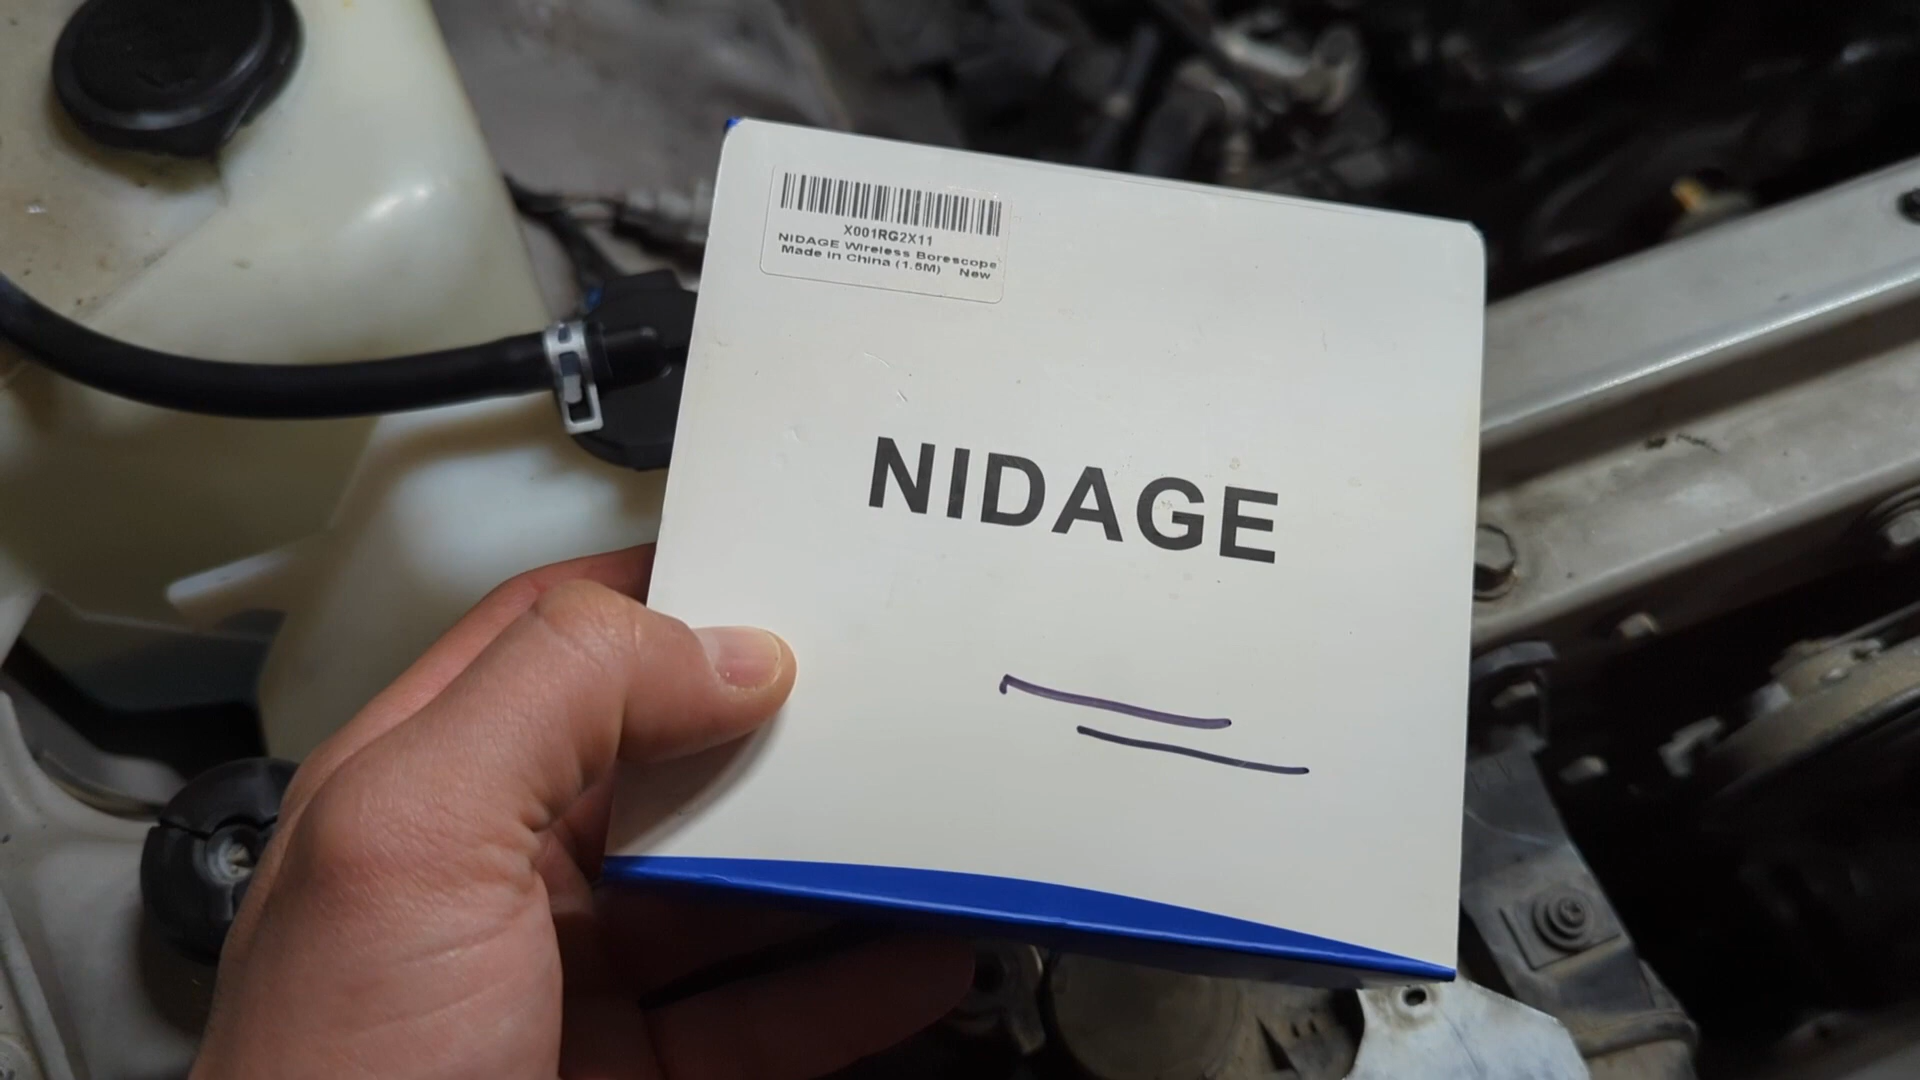 X001RG2X11
NIDAGE Wireless Borescope
Made in China (1.5M) New
NIDAGE